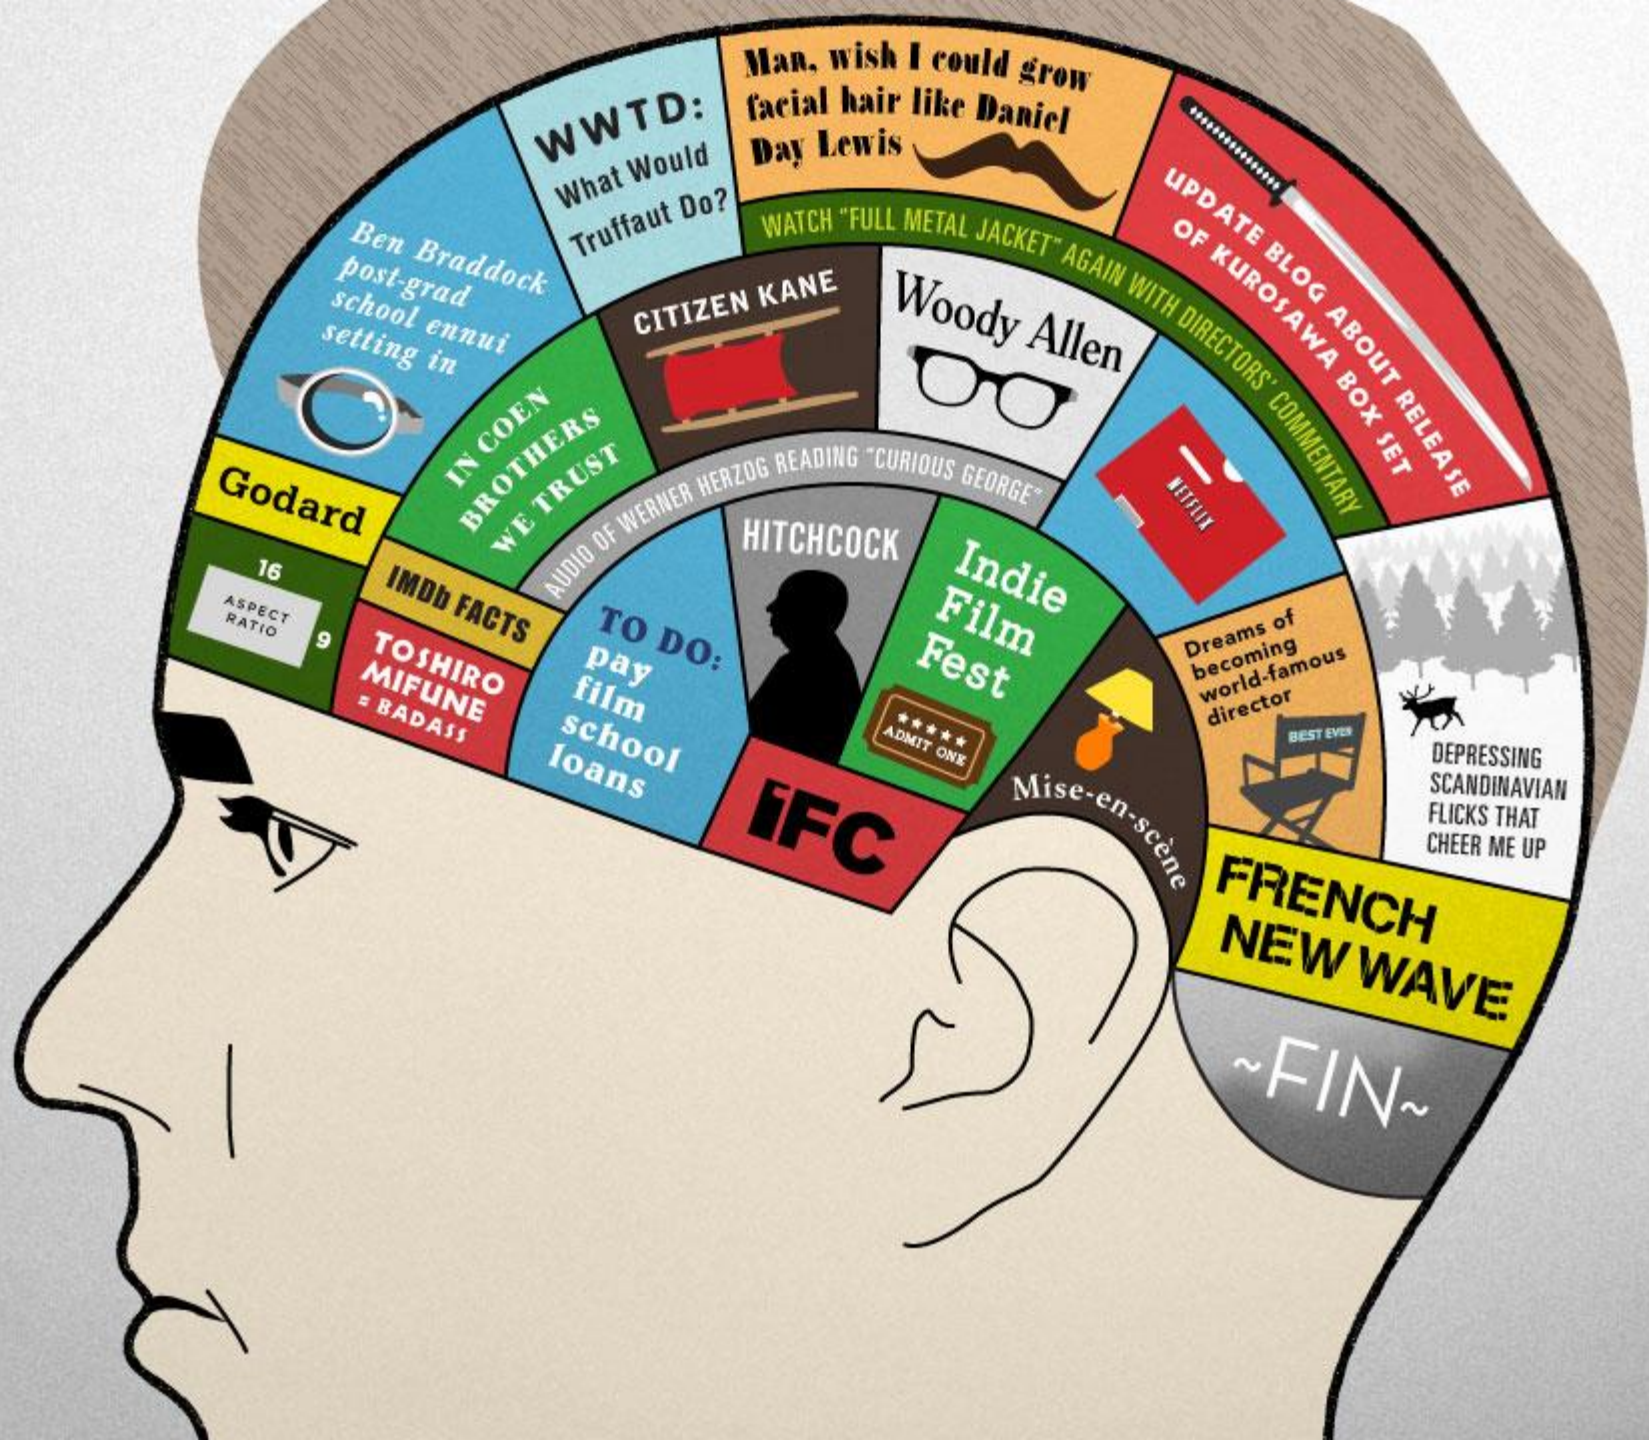 Man, wish I could grow
facial hair like Daniel
Day Lewis
WWTD:
What Would
Truffaut Do?
UPDATE BLOG ABOUT RELEASE
OF KUROSAWA BOX SET
WATCH "FULL METAL JACKET" AGAIN WITH DIRECTORS' COMMENTARY
Ben Braddock
post-grad
school ennui
setting in
CITIZEN KANE
Woody Allen
IN COEN
BROTHERS
WE TRUST
NETFLIX
AUDIO OF WERNER HERZOG READING "CURIOUS GEORGE"
Godard
16
ASPECT
RATIO
9
IMDb FACTS
TOSHIRO
MIFUNE
= BADASS
TO DO:
pay
film
school
loans
HITCHCOCK
Indie
Film
Fest
ADMIT ONE
iFC
Mise-en-scène
Dreams of
becoming
world-famous
director
BEST EVER
DEPRESSING
SCANDINAVIAN
FLICKS THAT
CHEER ME UP
FRENCH
NEW WAVE
~FIN~